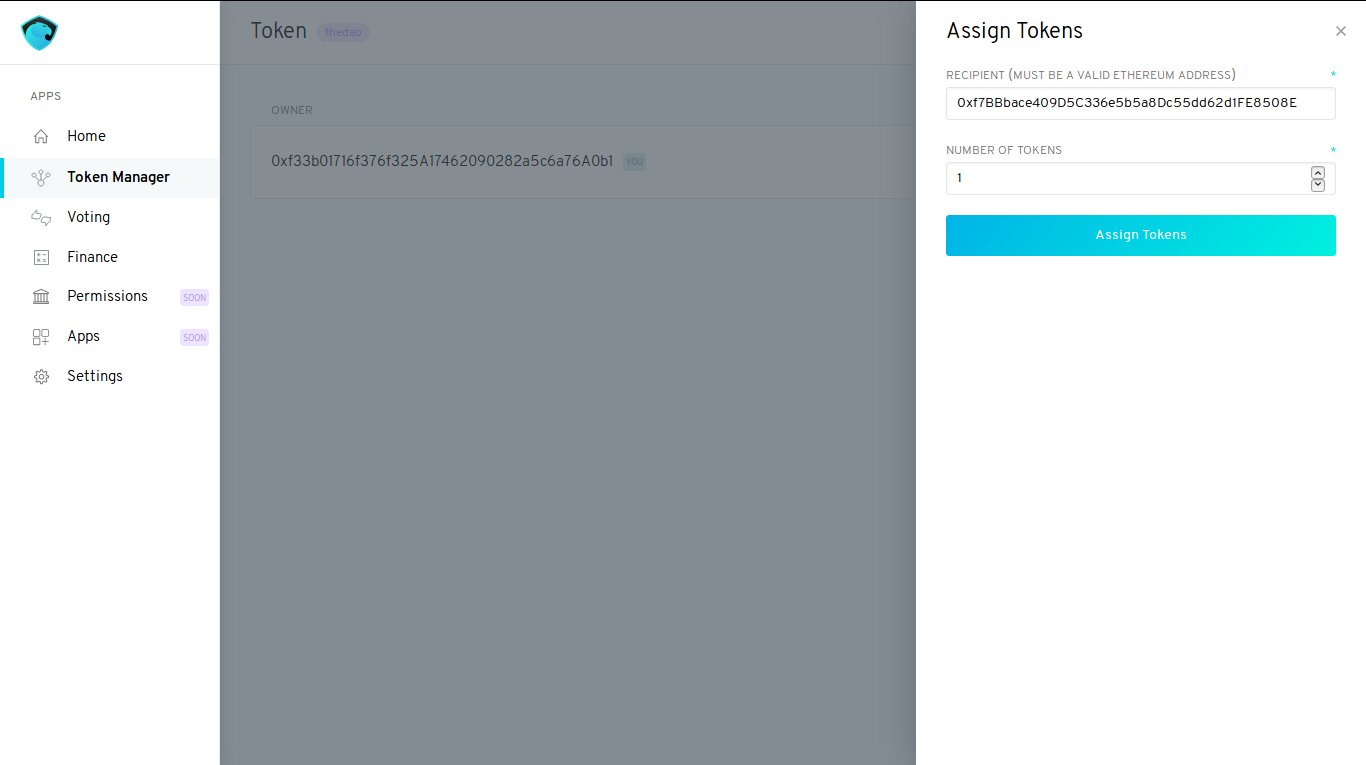 APPS
Home
Token Manager
Voting
Finance
Permissions SOON
Apps SOON
Settings
Token thedao
OWNER
0xf33b01716f376f325A17462090282a5c6a76A0b1 YOU
Assign Tokens ×
RECIPIENT (MUST BE A VALID ETHEREUM ADDRESS) *
0xf7BBbace409D5C336e5b5a8Dc55dd62d1FE8508E
NUMBER OF TOKENS *
1
Assign Tokens